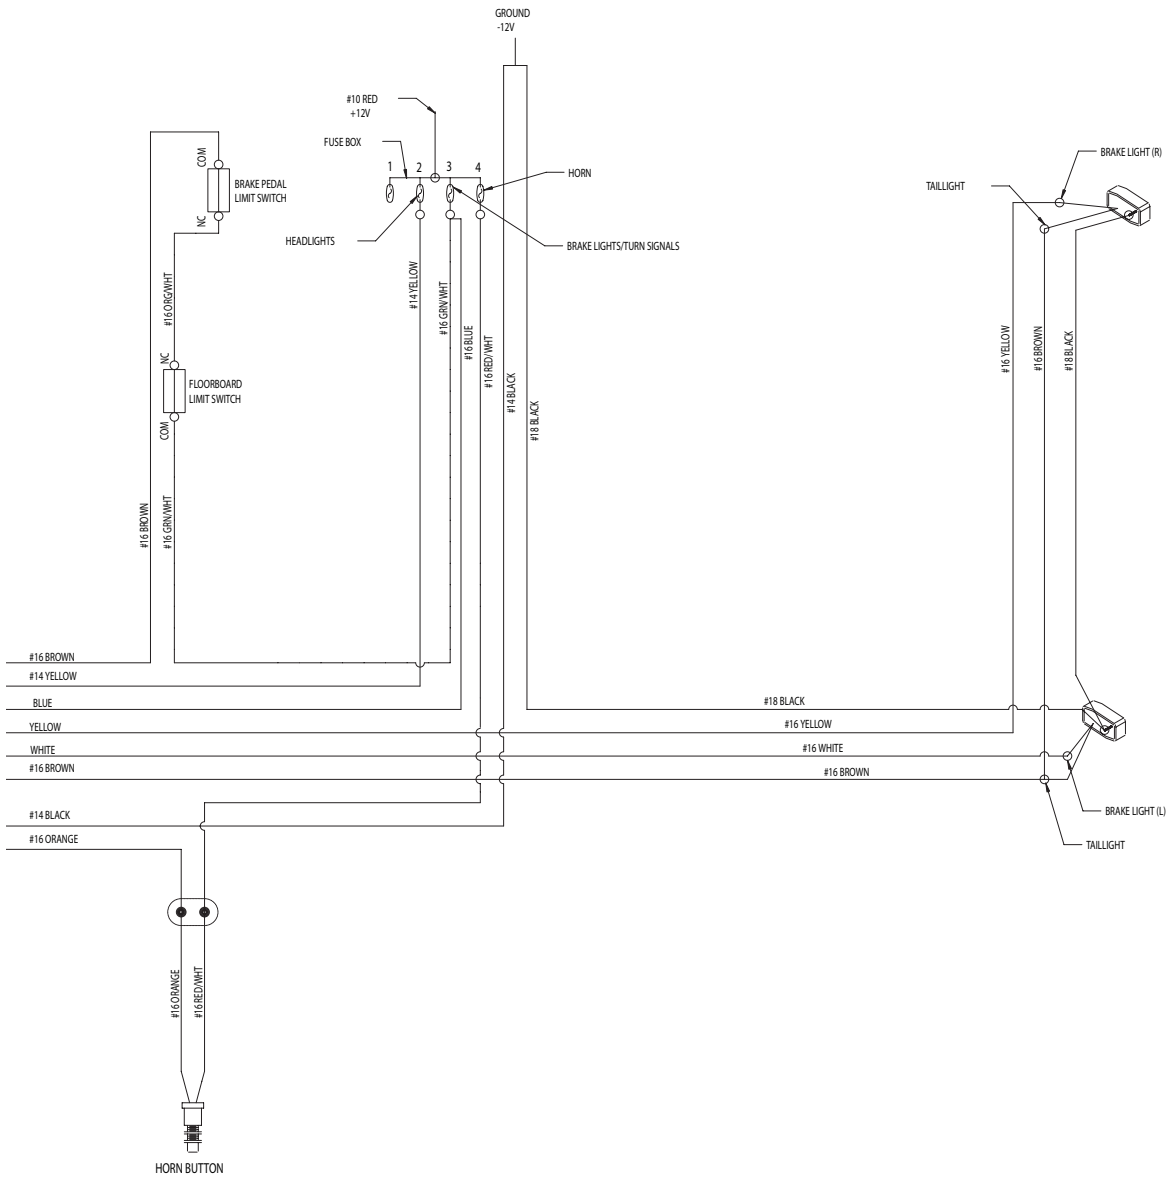 GROUND
-12V
#10 RED
+12V
FUSE BOX
1
2
3
4
HORN
HEADLIGHTS
BRAKE LIGHTS/TURN SIGNALS
COM
BRAKE PEDAL
LIMIT SWITCH
NC
#16 ORG/WHT
NC
FLOORBOARD
LIMIT SWITCH
COM
#16 BROWN
#16 GRN/WHT
#14 YELLOW
#16 GRN/WHT
#16 BLUE
#16 RED/WHT
#14 BLACK
#18 BLACK
BRAKE LIGHT (R)
TAILLIGHT
#16 YELLOW
#16 BROWN
#18 BLACK
#16 BROWN
#14 YELLOW
BLUE
YELLOW
WHITE
#16 BROWN
#14 BLACK
#16 ORANGE
#18 BLACK
#16 YELLOW
#16 WHITE
#16 BROWN
BRAKE LIGHT (L)
TAILLIGHT
#16 ORANGE
#16 RED/WHT
HORN BUTTON